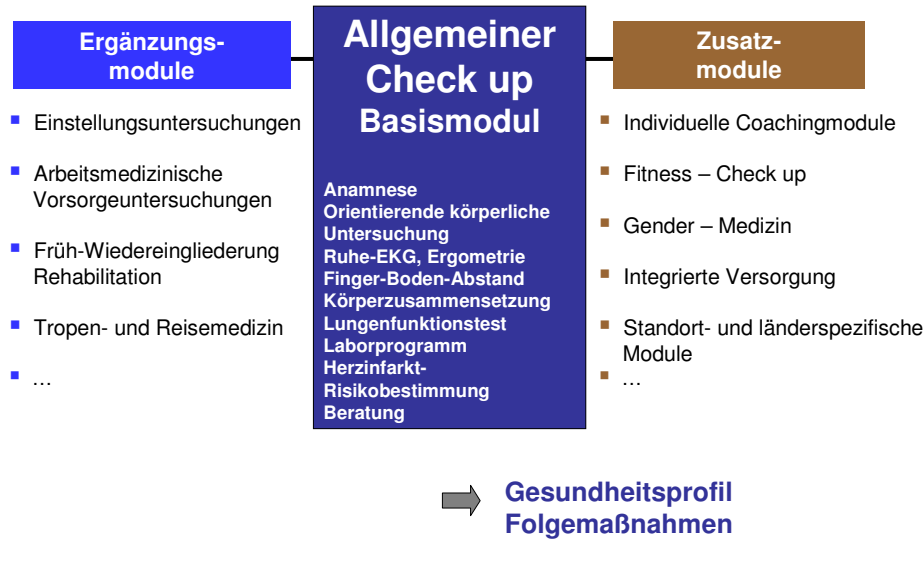 Ergänzungs-
module
Einstellungsuntersuchungen
Arbeitsmedizinische
Vorsorgeuntersuchungen
Früh-Wiedereingliederung
Rehabilitation
Tropen- und Reisemedizin
…
Allgemeiner
Check up
Basismodul
Anamnese
Orientierende körperliche
Untersuchung
Ruhe-EKG, Ergometrie
Finger-Boden-Abstand
Körperzusammensetzung
Lungenfunktionstest
Laborprogramm
Herzinfarkt-
Risikobestimmung
Beratung
Zusatz-
module
Individuelle Coachingmodule
Fitness – Check up
Gender – Medizin
Integrierte Versorgung
Standort- und länderspezifische
Module
…
Gesundheitsprofil
Folgemaßnahmen